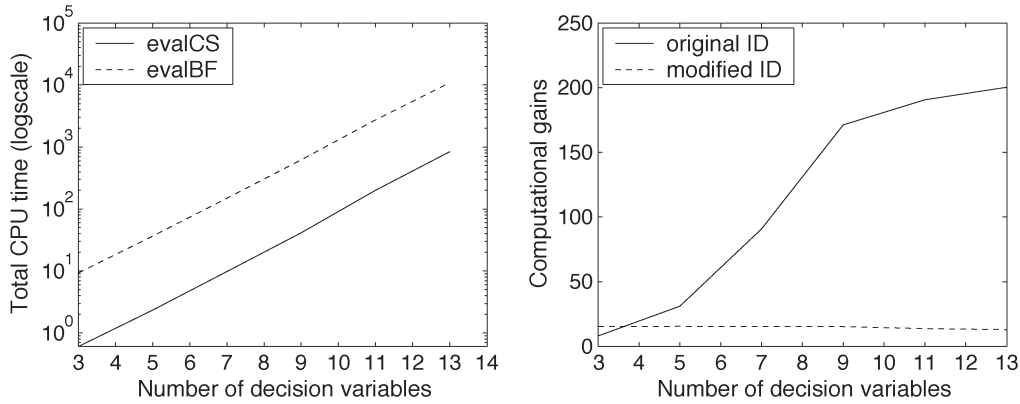 10^5
10^4
10^3
10^2
10^1
10^0
Total CPU time (logscale)
evalCS
evalBF
3 4 5 6 7 8 9 10 11 12 13 14
Number of decision variables
250
200
150
100
50
0
Computational gains
original ID
modified ID
3 4 5 6 7 8 9 10 11 12 13
Number of decision variables